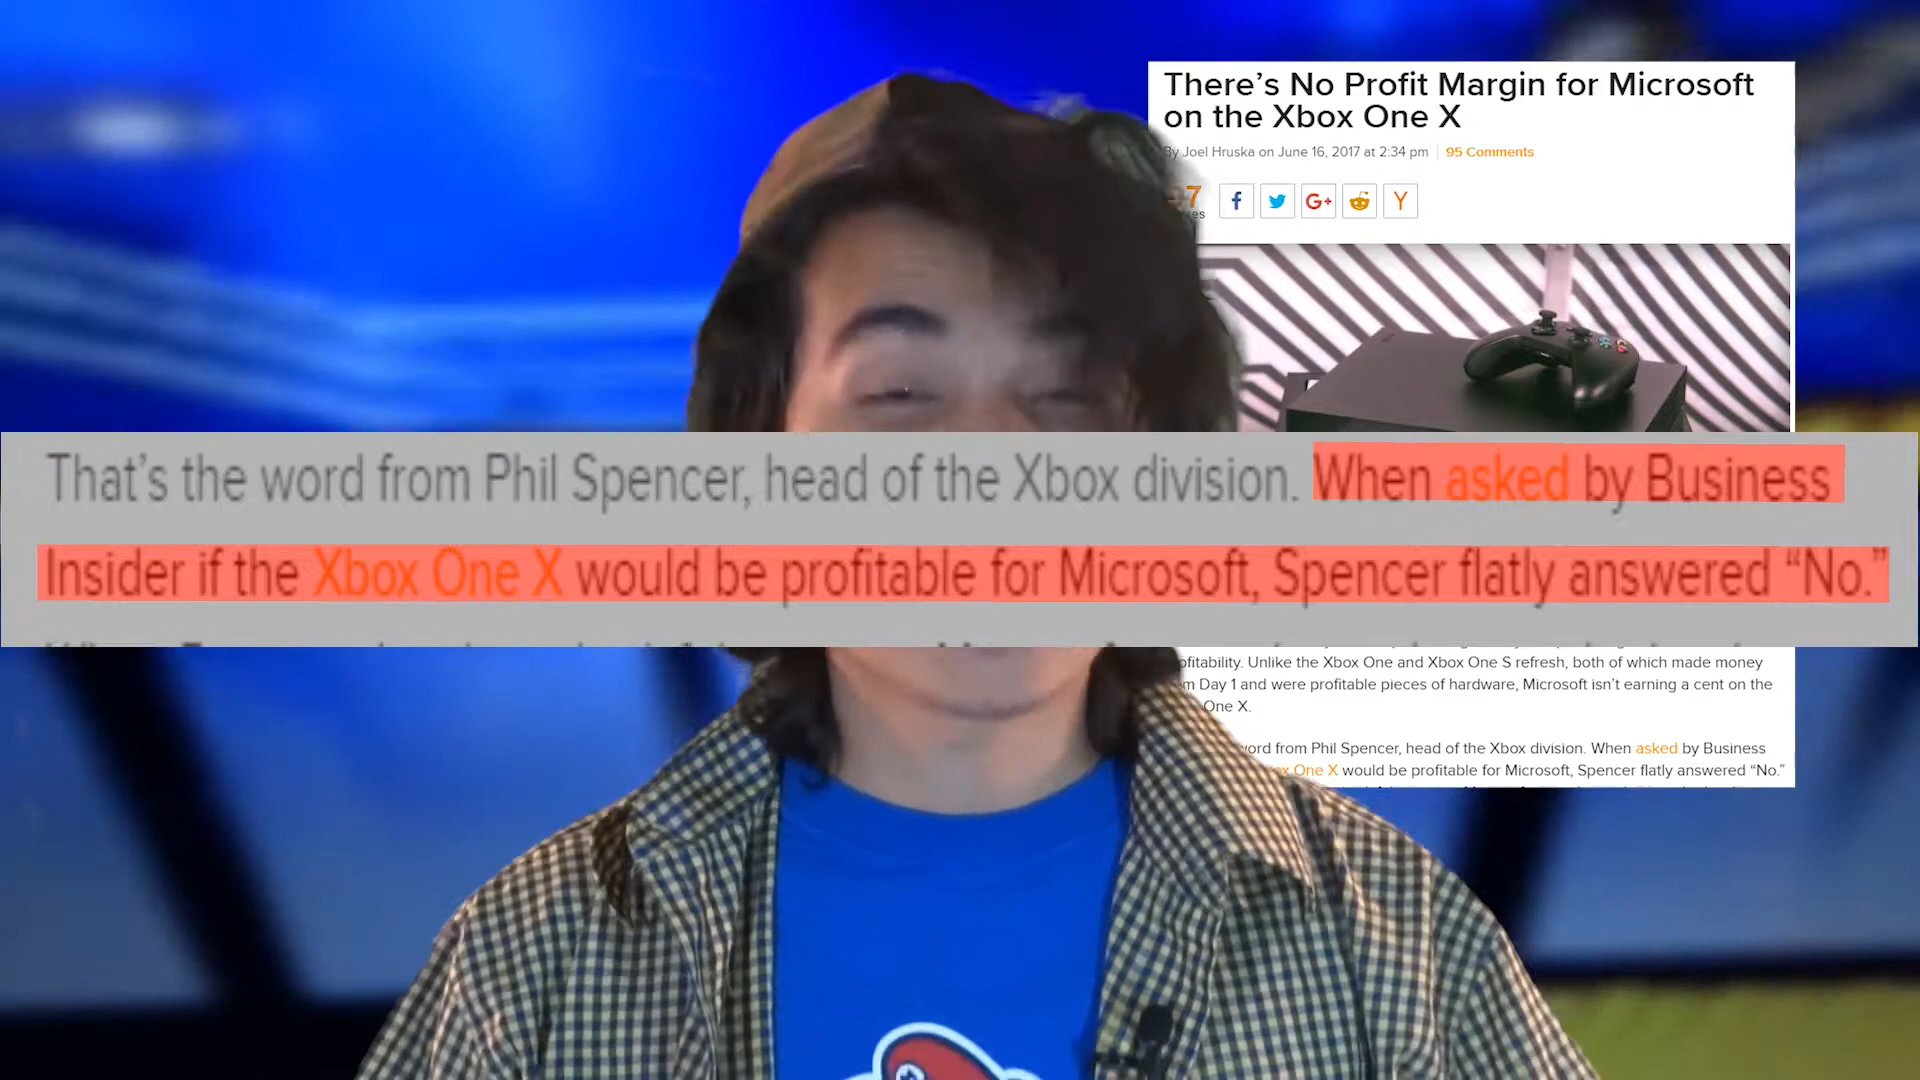 There's No Profit Margin for Microsoft
on the Xbox One X
By Joel Hruska on June 16, 2017 at 2:34 pm 95 Comments
7
That's the word from Phil Spencer, head of the Xbox division. When asked by Business
Insider if the Xbox One X would be profitable for Microsoft, Spencer flatly answered “No.”
Unlike the Xbox One and Xbox One S refresh, both of which made money
Day 1 and were profitable pieces of hardware, Microsoft isn't earning a cent on the
One X.
from Phil Spencer, head of the Xbox division. When asked by Business
One X would be profitable for Microsoft, Spencer flatly answered “No.”